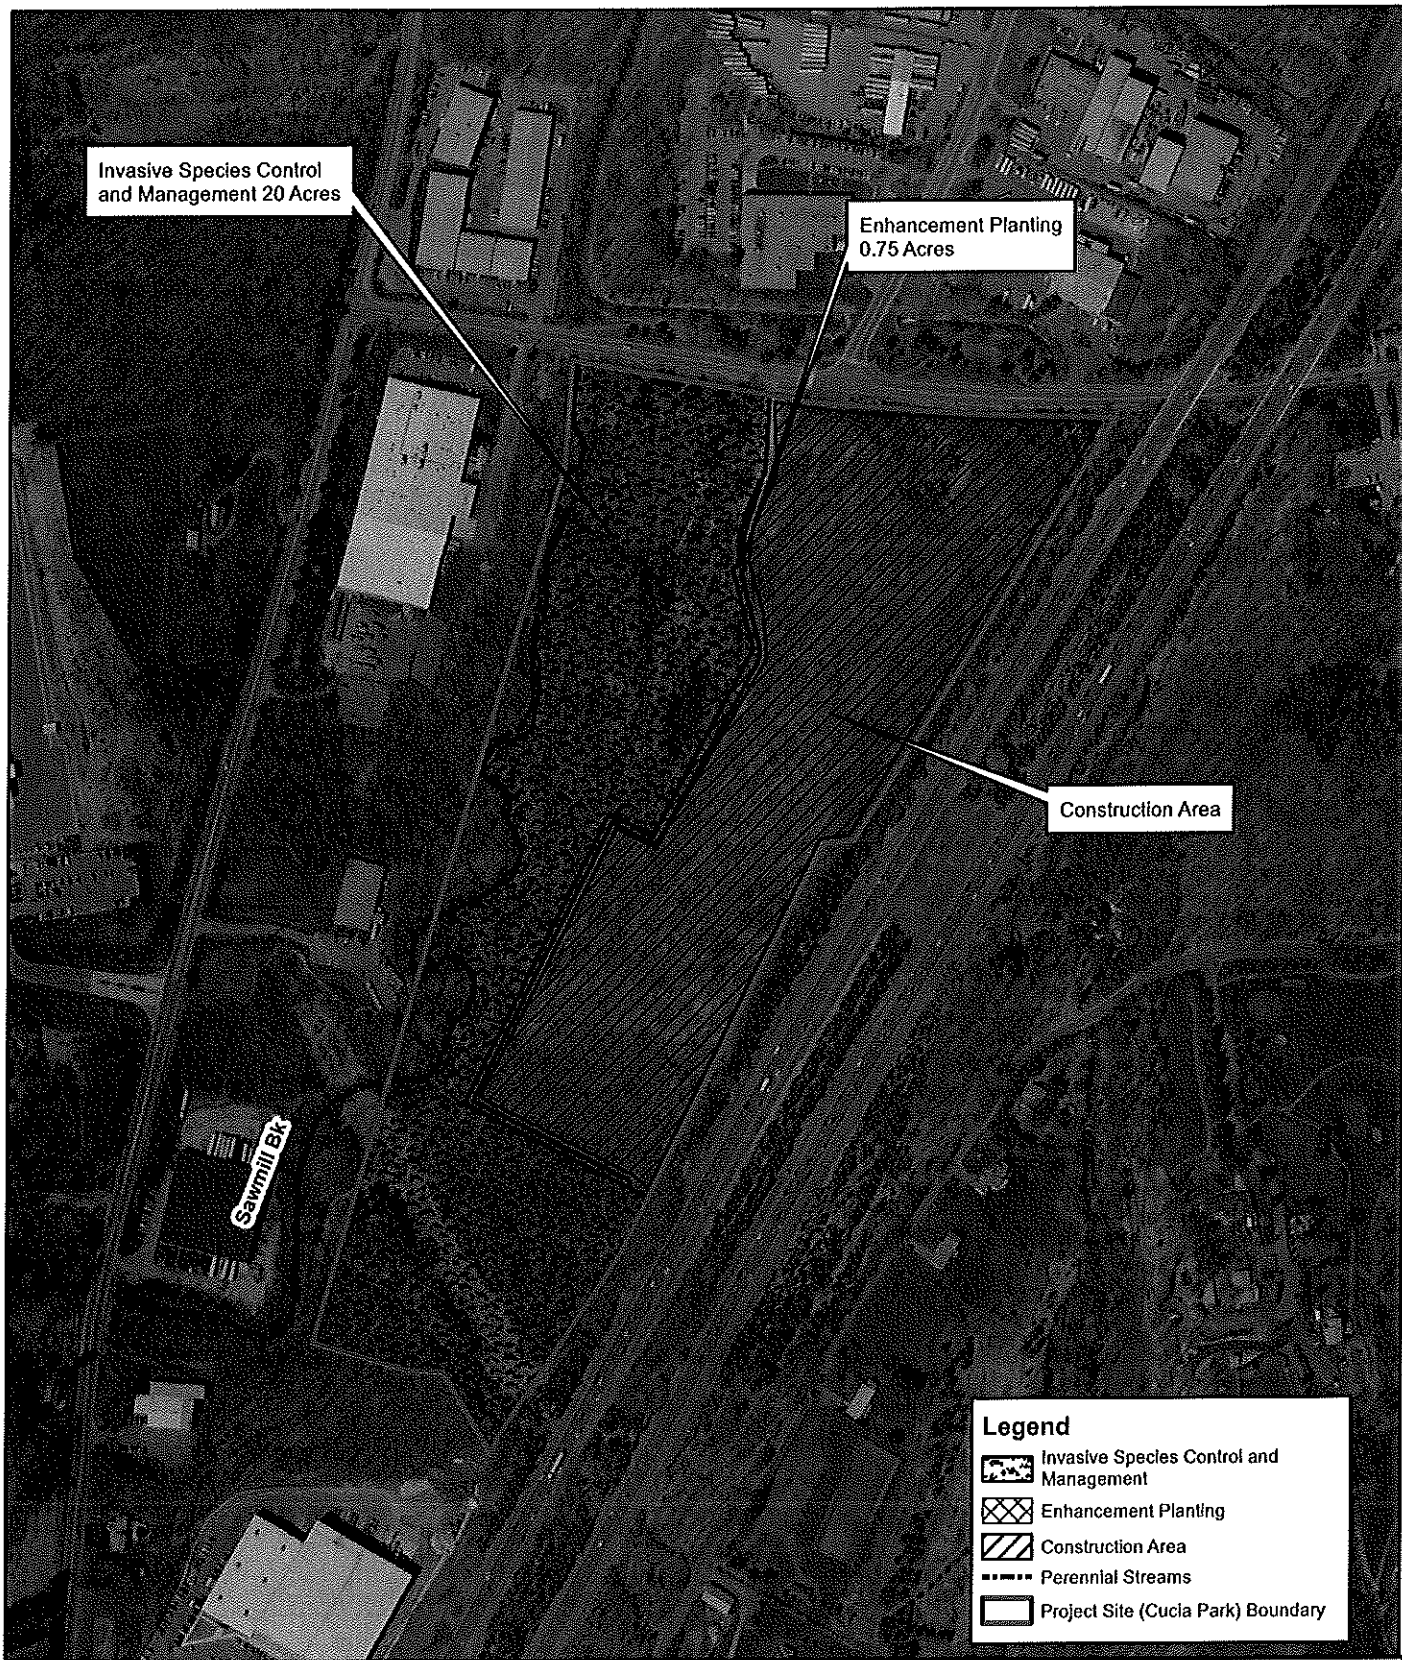 Invasive Species Control
and Management 20 Acres
Enhancement Planting
0.75 Acres
Construction Area
Sawmill Bk
Legend
Invasive Species Control and
Management
Enhancement Planting
Construction Area
Perennial Streams
Project Site (Cucia Park) Boundary